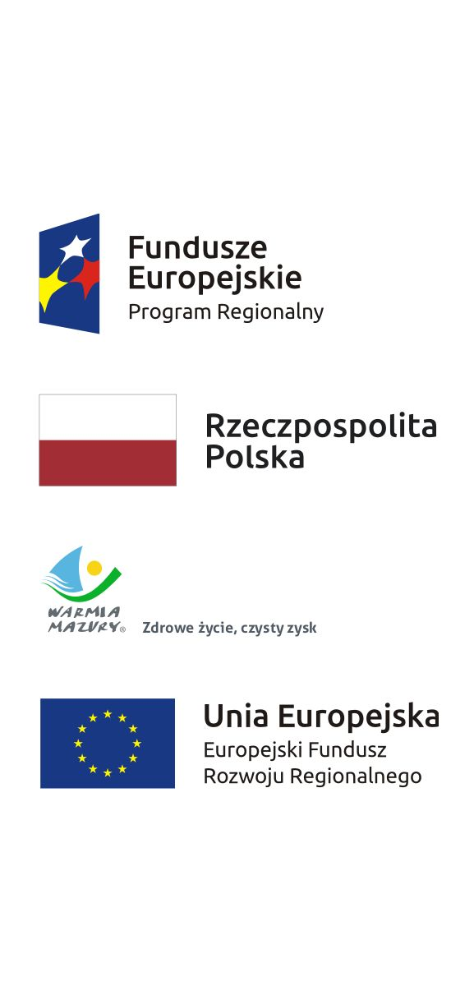 Fundusze
Europejskie
Program Regionalny
Rzeczpospolita
Polska
WARMIA
MAZURY®
Zdrowe życie, czysty zysk
Unia Europejska
Europejski Fundusz
Rozwoju Regionalnego